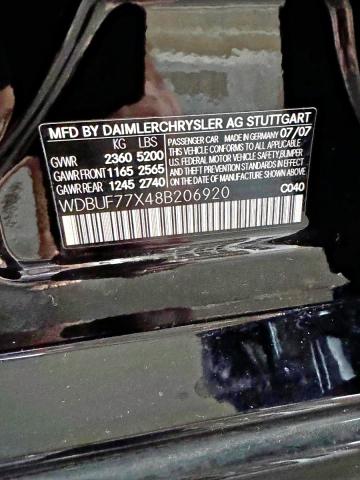 MFD BY DAIMLERCHRYSLER AG STUTTGART
KG LBS PASSENGER CAR MADE IN GERMANY 07/07
GVWR 2360 5200 THIS VEHICLE CONFORMS TO ALL APPLICABLE
GAWR FRONT 1165 2565 U.S. FEDERAL MOTOR VEHICLE SAFETY, BUMPER
GAWR REAR 1245 2740 AND THEFT PREVENTION STANDARDS IN EFFECT ON THE DATE OF MANUFACTURE SHOWN ABOVE.
WDBUF77X48B206920 C040